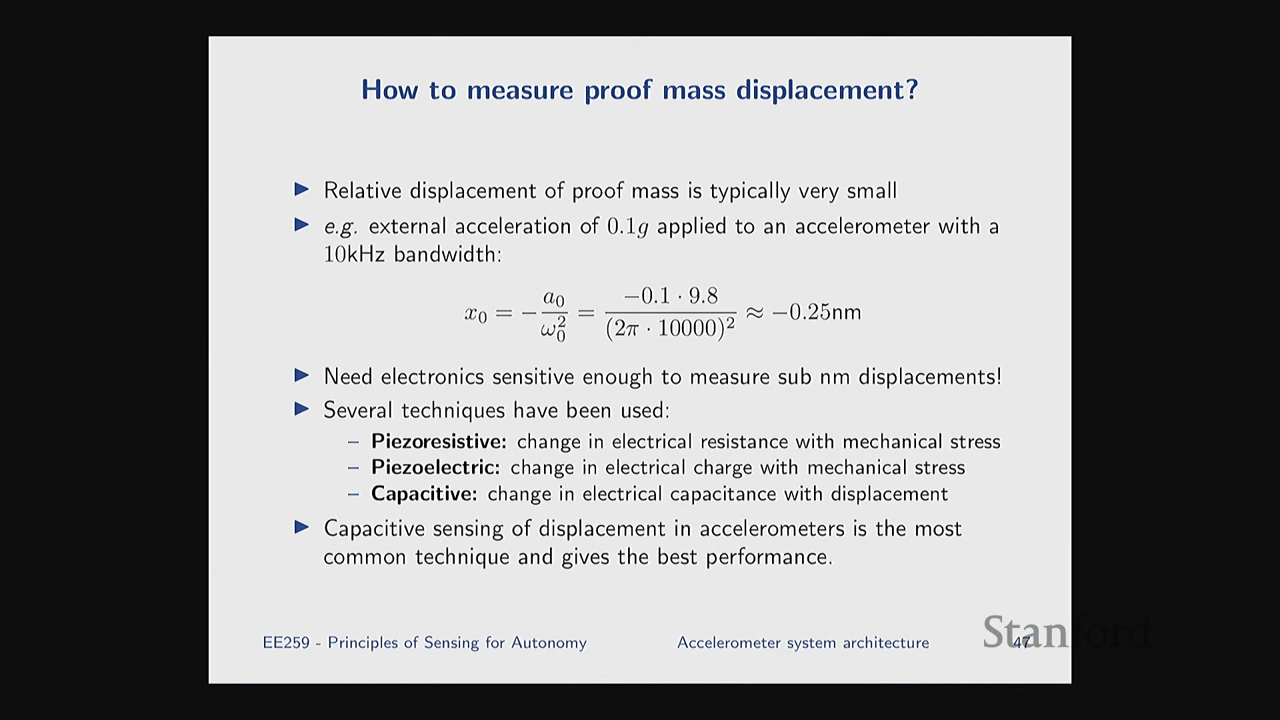 How to measure proof mass displacement?
▶ Relative displacement of proof mass is typically very small
▶ e.g. external acceleration of 0.1g applied to an accelerometer with a
10kHz bandwidth:
x₀ = −a₀/ω₀² = (−0.1 · 9.8)/(2π · 10000)² ≈ −0.25nm
▶ Need electronics sensitive enough to measure sub nm displacements!
▶ Several techniques have been used:
– Piezoresistive: change in electrical resistance with mechanical stress
– Piezoelectric: change in electrical charge with mechanical stress
– Capacitive: change in electrical capacitance with displacement
▶ Capacitive sensing of displacement in accelerometers is the most
common technique and gives the best performance.
EE259 - Principles of Sensing for Autonomy Accelerometer system architecture 47
Stanford